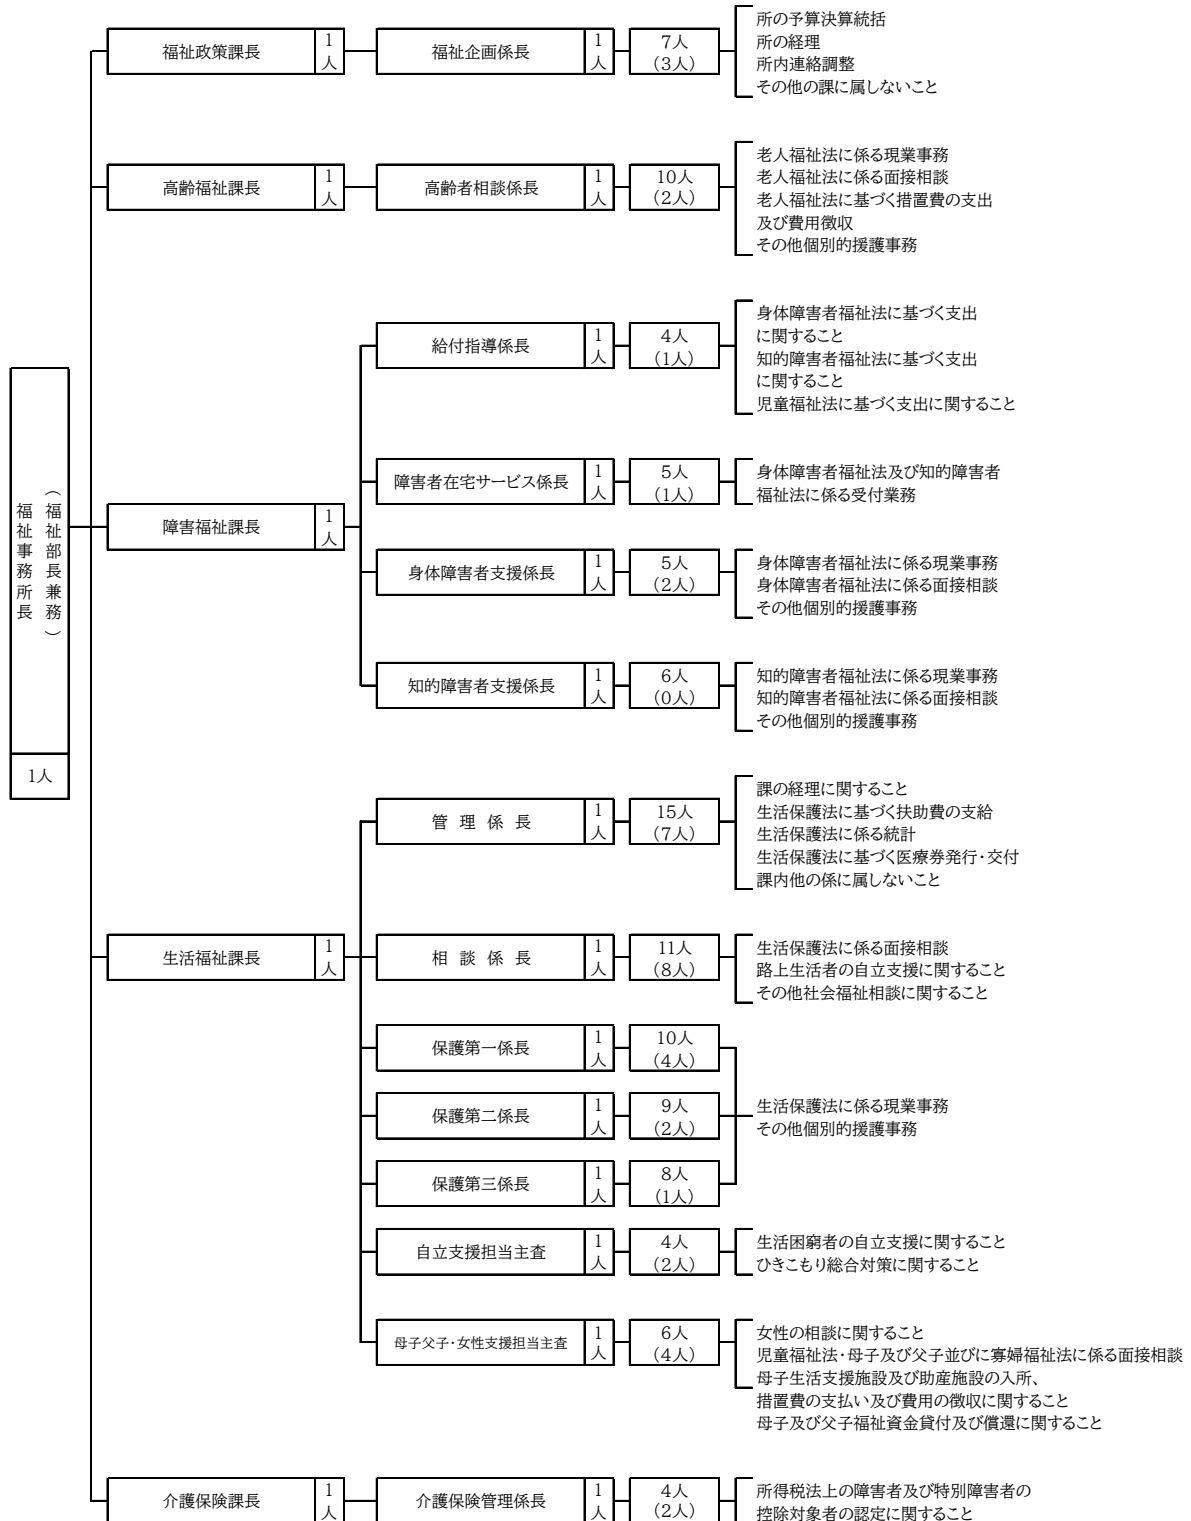 福祉事務所長
（福祉部長兼務）
1人
福祉政策課長
1人
福祉企画係長
1人
7人
（3人）
所の予算決算統括
所の経理
所内連絡調整
その他の課に属しないこと
高齢福祉課長
1人
高齢者相談係長
1人
10人
（2人）
老人福祉法に係る現業事務
老人福祉法に係る面接相談
老人福祉法に基づく措置費の支出
及び費用徴収
その他個別的援護事務
障害福祉課長
1人
給付指導係長
1人
4人
（1人）
身体障害者福祉法に基づく支出
に関すること
知的障害者福祉法に基づく支出
に関すること
児童福祉法に基づく支出に関すること
障害者在宅サービス係長
1人
5人
（1人）
身体障害者福祉法及び知的障害者
福祉法に係る受付業務
身体障害者支援係長
1人
5人
（2人）
身体障害者福祉法に係る現業事務
身体障害者福祉法に係る面接相談
その他個別的援護事務
知的障害者支援係長
1人
6人
（0人）
知的障害者福祉法に係る現業事務
知的障害者福祉法に係る面接相談
その他個別的援護事務
生活福祉課長
1人
管 理 係 長
1人
15人
（7人）
課の経理に関すること
生活保護法に基づく扶助費の支給
生活保護法に係る統計
生活保護法に基づく医療券発行・交付
課内他の係に属しないこと
相 談 係 長
1人
11人
（8人）
生活保護法に係る面接相談
路上生活者の自立支援に関すること
その他社会福祉相談に関すること
保護第一係長
1人
10人
（4人）
保護第二係長
1人
9人
（2人）
保護第三係長
1人
8人
（1人）
生活保護法に係る現業事務
その他個別的援護事務
自立支援担当主査
1人
4人
（2人）
生活困窮者の自立支援に関すること
ひきこもり総合対策に関すること
母子父子・女性支援担当主査
1人
6人
（4人）
女性の相談に関すること
児童福祉法・母子及び父子並びに寡婦福祉法に係る面接相談
母子生活支援施設及び助産施設の入所、
措置費の支払い及び費用の徴収に関すること
母子及び父子福祉資金貸付及び償還に関すること
介護保険課長
1人
介護保険管理係長
1人
4人
（2人）
所得税法上の障害者及び特別障害者の
控除対象者の認定に関すること